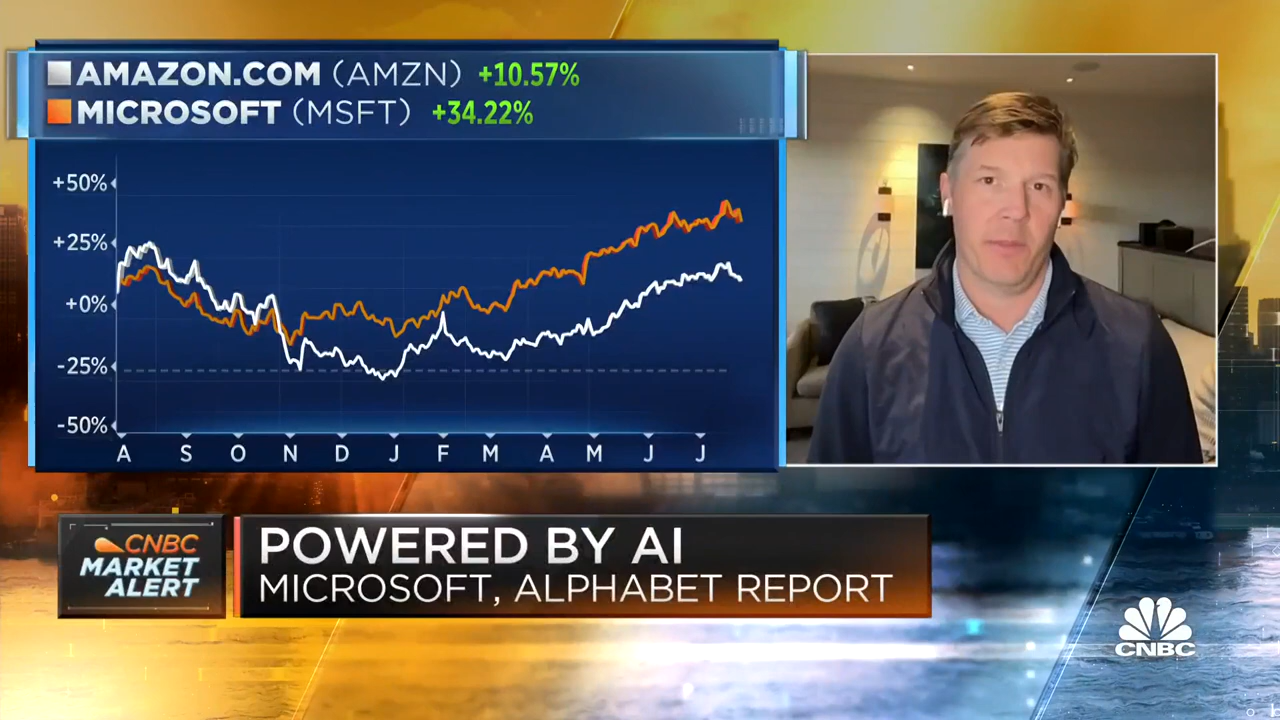 AMAZON.COM (AMZN) +10.57%
MICROSOFT (MSFT) +34.22%
+50%
+25%
+0%
-25%
-50%
A S O N D J F M A M J J
CNBC
MARKET
ALERT
POWERED BY AI
MICROSOFT, ALPHABET REPORT
CNBC